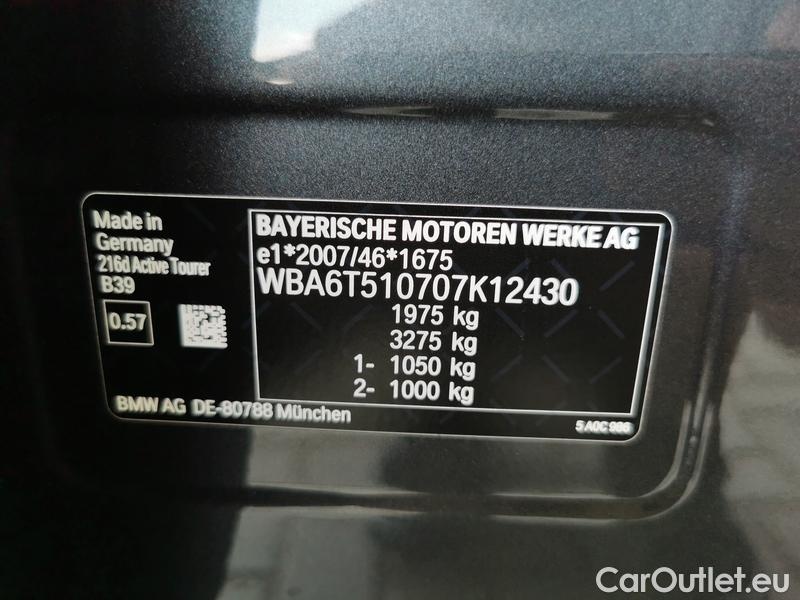 Made in
Germany
216d Active Tourer
B39
0.57
BAYERISCHE MOTOREN WERKE AG
e1*2007/46*1675
WBA6T510707K12430
1975 kg
3275 kg
1- 1050 kg
2- 1000 kg
BMW AG DE-80788 München
5 A0C 986
CarOutlet.eu